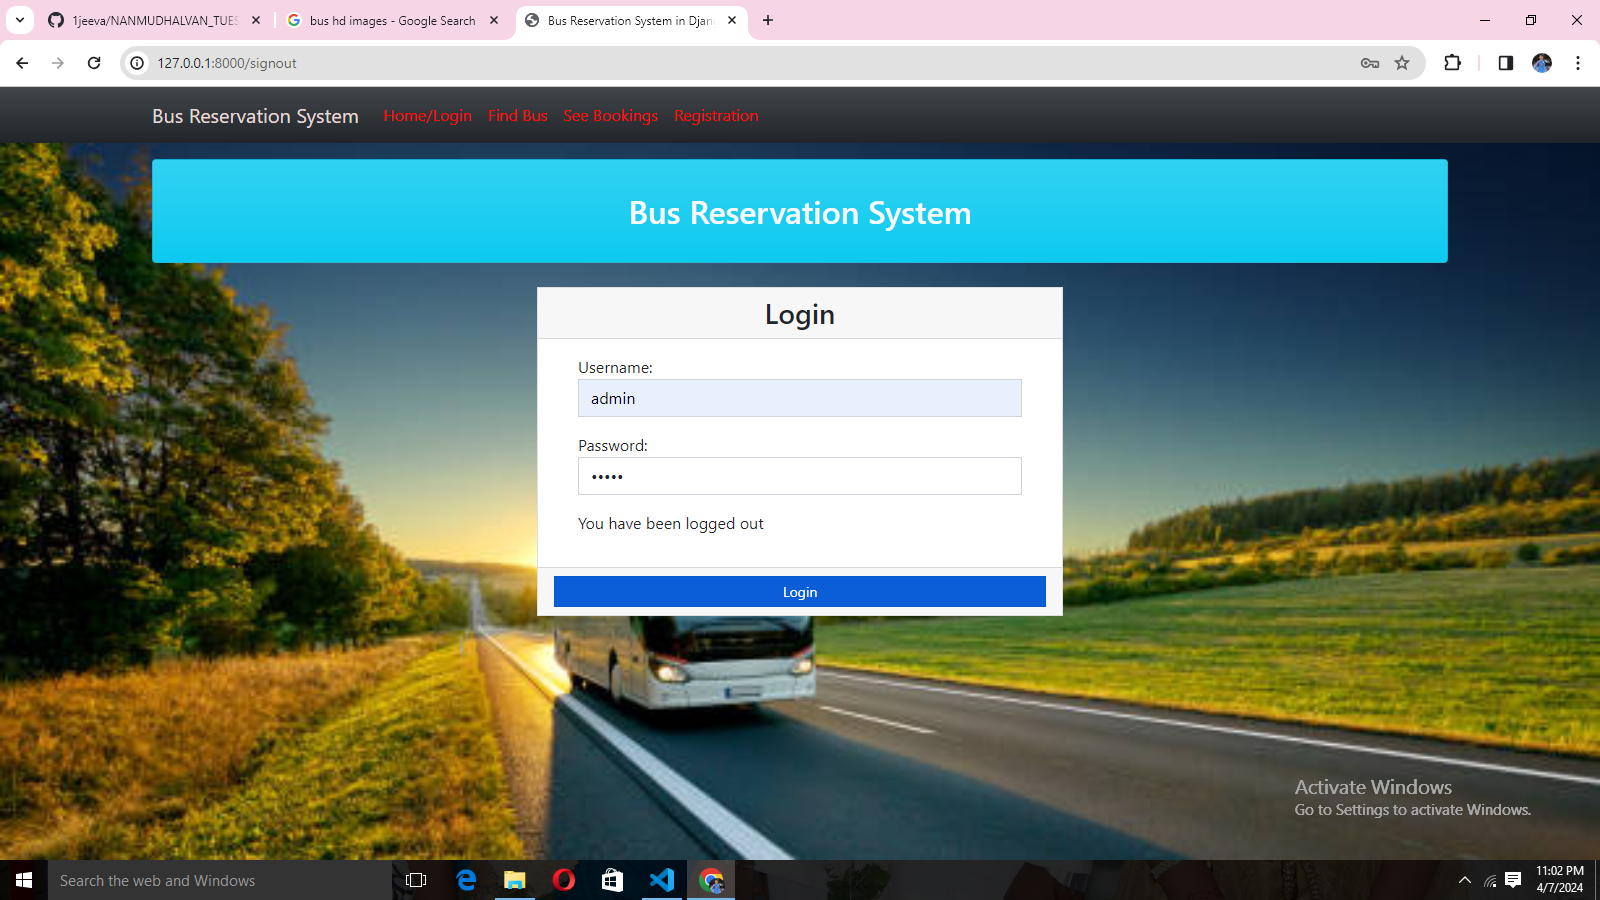 1jeeva/NANMUDHALVAN_TUES
bus hd images - Google Search
Bus Reservation System in Djan
127.0.0.1:8000/signout
Bus Reservation System
Home/Login
Find Bus
See Bookings
Registration
Bus Reservation System
Login
Username:
admin
Password:
•••••
You have been logged out
Login
Activate Windows
Go to Settings to activate Windows.
Search the web and Windows
11:02 PM
4/7/2024